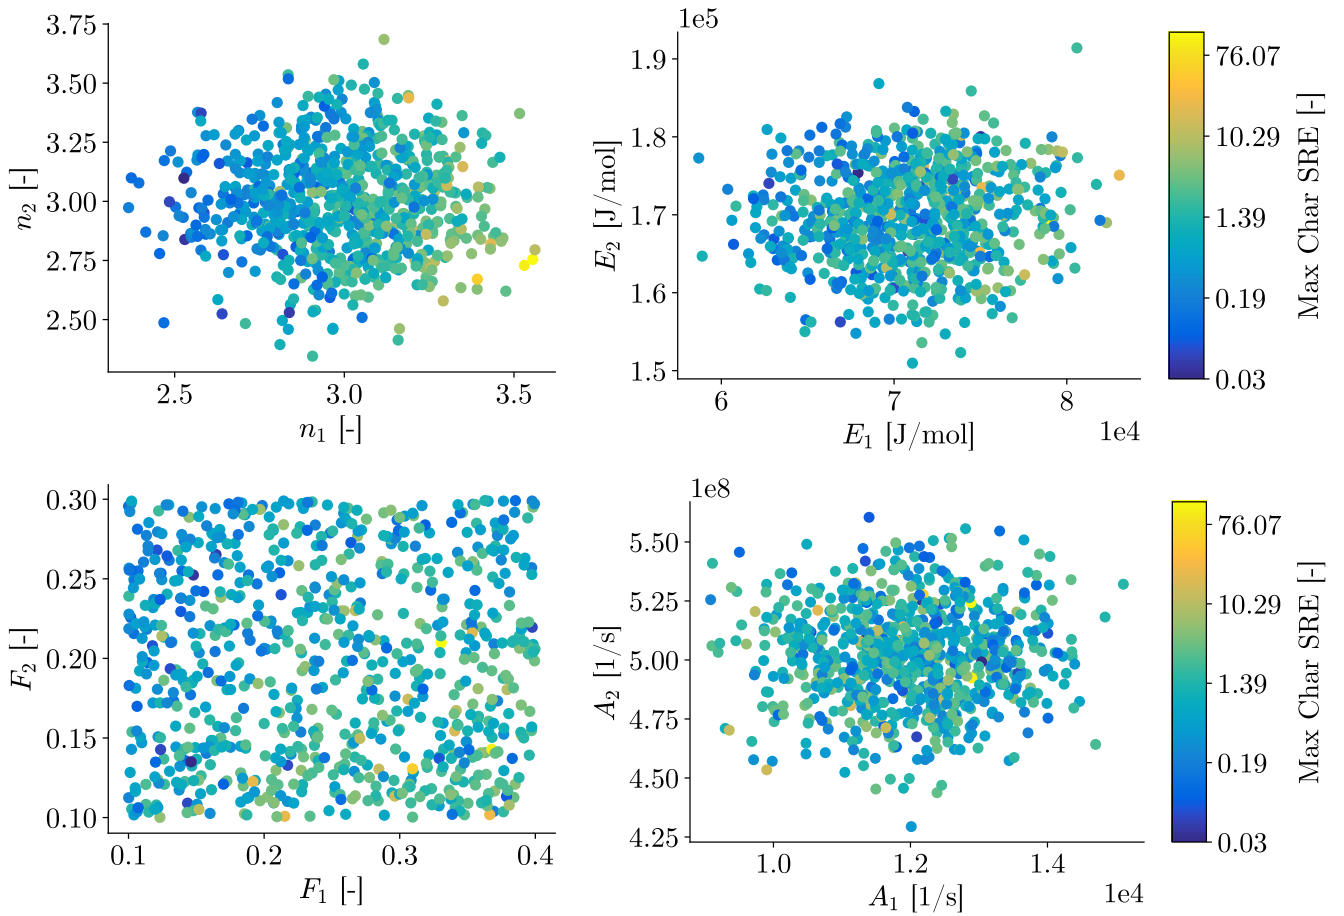 3.75
3.50
3.25
3.00
2.75
2.50
n₂ [-]
2.5 3.0 3.5
n₁ [-]
1e5
1.9
1.8
1.7
1.6
1.5
E₂ [J/mol]
6 7 8
1e4
E₁ [J/mol]
76.07
10.29
1.39
0.19
0.03
Max Char SRE [-]
0.30
0.25
0.20
0.15
0.10
F₂ [-]
0.1 0.2 0.3 0.4
F₁ [-]
1e8
5.50
5.25
5.00
4.75
4.50
4.25
A₂ [1/s]
1.0 1.2 1.4
1e4
A₁ [1/s]
76.07
10.29
1.39
0.19
0.03
Max Char SRE [-]